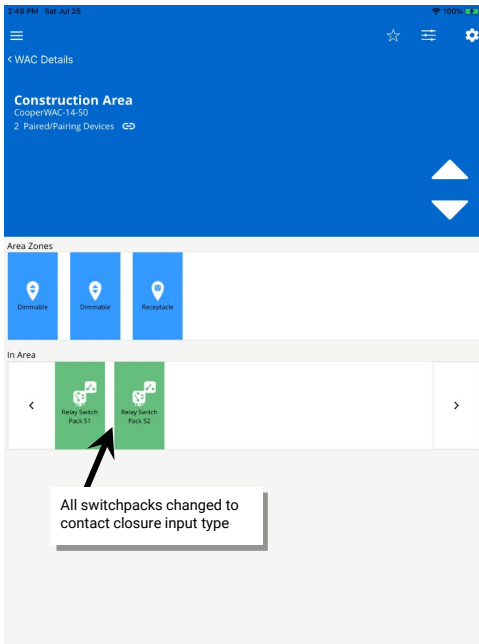 2:48 PM Sat Jul 25
100%
< WAC Details
Construction Area
CooperWAC-14-50
2 Paired/Pairing Devices
Area Zones
Dimmable
Dimmable
Receptacle
In Area
Relay Switch
Pack S1
Relay Switch
Pack S2
All switchpacks changed to
contact closure input type